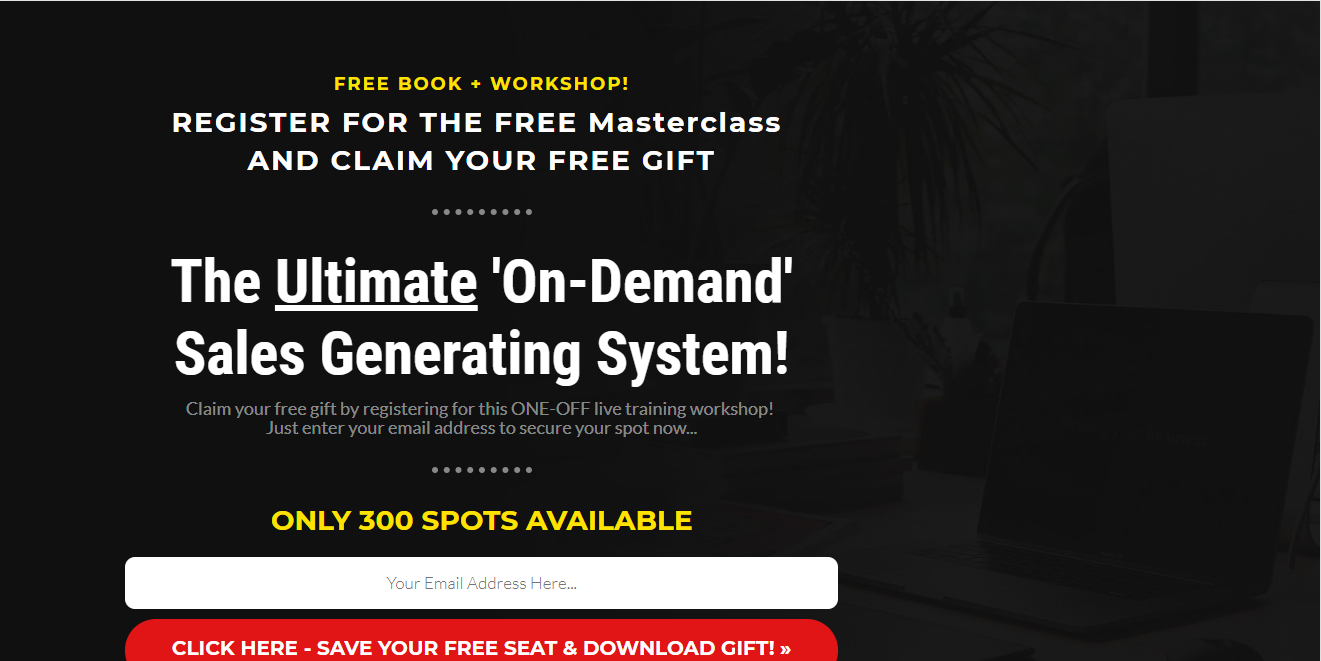 FREE BOOK + WORKSHOP!
REGISTER FOR THE FREE Masterclass
AND CLAIM YOUR FREE GIFT
The Ultimate 'On-Demand'
Sales Generating System!
Claim your free gift by registering for this ONE-OFF live training workshop!
Just enter your email address to secure your spot now...
ONLY 300 SPOTS AVAILABLE
Your Email Address Here...
CLICK HERE - SAVE YOUR FREE SEAT & DOWNLOAD GIFT! »